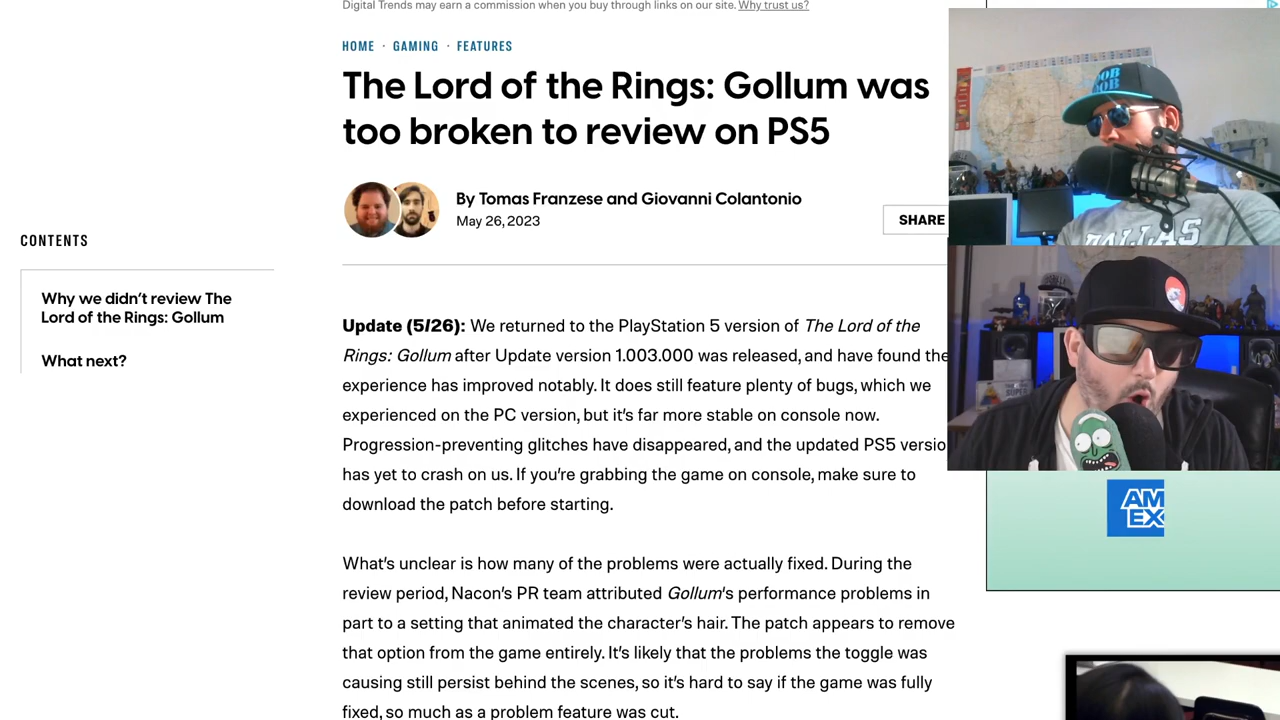 Digital Trends may earn a commission when you buy through links on our site. Why trust us?
HOME · GAMING · FEATURES
The Lord of the Rings: Gollum was
too broken to review on PS5
By Tomas Franzese and Giovanni Colantonio
May 26, 2023
SHARE
CONTENTS
Why we didn't review The
Lord of the Rings: Gollum
What next?
Update (5/26): We returned to the PlayStation 5 version of The Lord of the
Rings: Gollum after Update version 1.003.000 was released, and have found the
experience has improved notably. It does still feature plenty of bugs, which we
experienced on the PC version, but it's far more stable on console now.
Progression-preventing glitches have disappeared, and the updated PS5 versio
has yet to crash on us. If you're grabbing the game on console, make sure to
download the patch before starting.
What's unclear is how many of the problems were actually fixed. During the
review period, Nacon's PR team attributed Gollum's performance problems in
part to a setting that animated the character's hair. The patch appears to remove
that option from the game entirely. It's likely that the problems the toggle was
causing still persist behind the scenes, so it's hard to say if the game was fully
fixed, so much as a problem feature was cut.
DALLAS
AM
EX